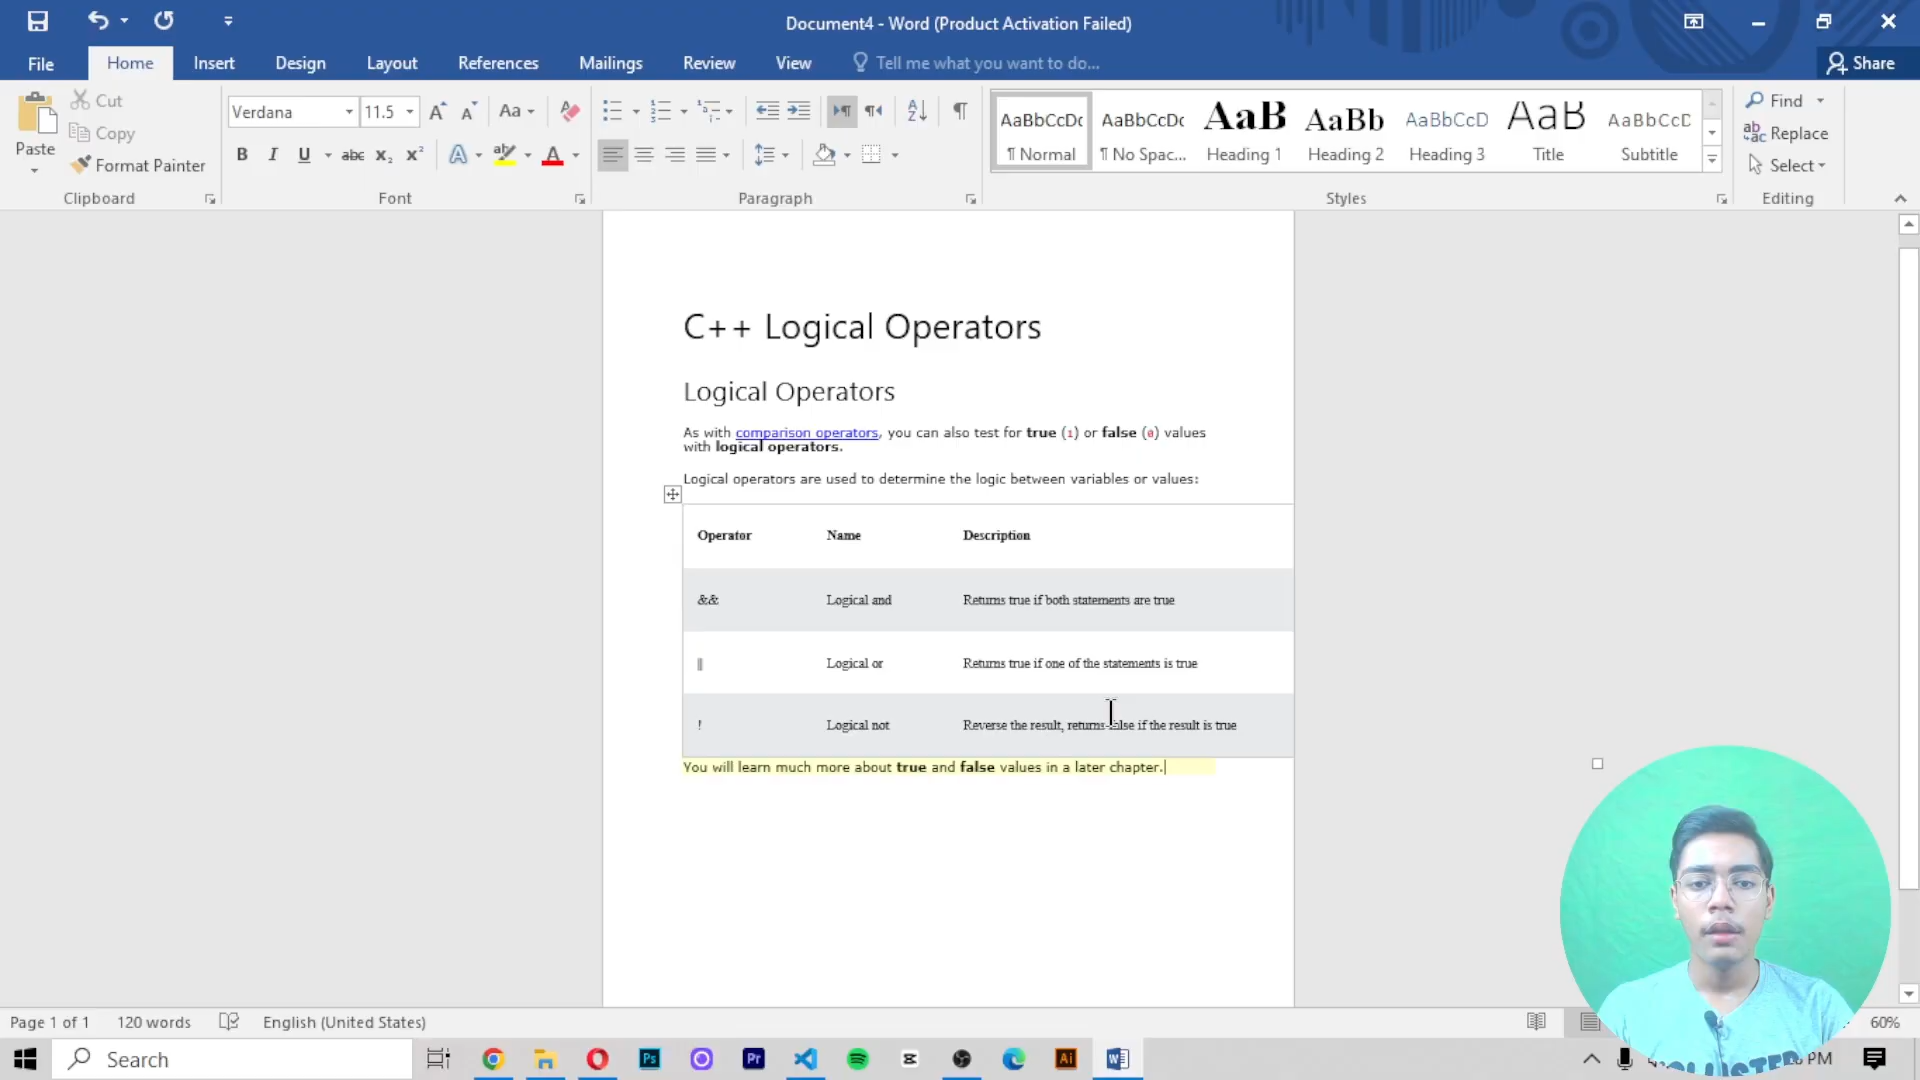 Document4 - Word (Product Activation Failed)
File Home Insert Design Layout References Mailings Review View Tell me what you want to do... Share
Paste
Cut
Copy
Format Painter
Clipboard
Verdana 11.5
Font
Paragraph
AaBbCcDc AaBbCcDc AaB AaBb AaBbCcD AaB AaBbCcD
¶ Normal ¶ No Spac... Heading 1 Heading 2 Heading 3 Title Subtitle
Styles
Find
Replace
Select
Editing
C++ Logical Operators
Logical Operators
As with comparison operators, you can also test for true (1) or false (0) values
with logical operators.
Logical operators are used to determine the logic between variables or values:
Operator Name Description
&& Logical and Returns true if both statements are true
|| Logical or Returns true if one of the statements is true
! Logical not Reverse the result, returns false if the result is true
You will learn much more about true and false values in a later chapter.
Page 1 of 1 120 words English (United States) 60%
Search
PM